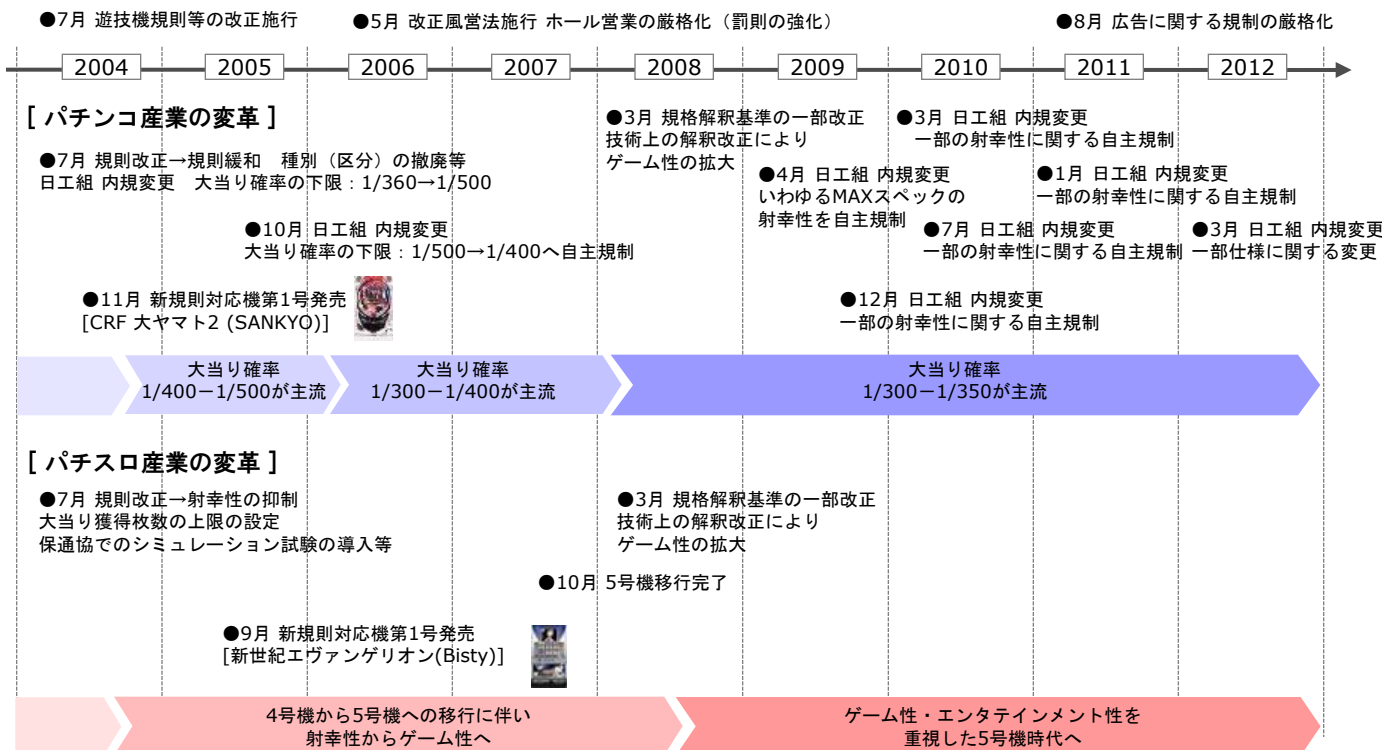 ●7月 遊技機規則等の改正施行
●5月 改正風営法施行 ホール営業の厳格化（罰則の強化）
●8月 広告に関する規制の厳格化
2004
2005
2006
2007
2008
2009
2010
2011
2012
[ パチンコ産業の変革 ]
●7月 規則改正→規則緩和　種別（区分）の撤廃等
日工組 内規変更　大当り確率の下限：1/360→1/500
●10月 日工組 内規変更
大当り確率の下限：1/500→1/400へ自主規制
●11月 新規則対応機第1号発売
[CRF 大ヤマト2 (SANKYO)]
●3月 規格解釈基準の一部改正
技術上の解釈改正により
ゲーム性の拡大
●4月 日工組 内規変更
いわゆるMAXスペックの
射幸性を自主規制
●3月 日工組 内規変更
一部の射幸性に関する自主規制
●7月 日工組 内規変更
一部の射幸性に関する自主規制
●12月 日工組 内規変更
一部の射幸性に関する自主規制
●1月 日工組 内規変更
一部の射幸性に関する自主規制
●3月 日工組 内規変更
一部仕様に関する変更
大当り確率
1/400－1/500が主流
大当り確率
1/300－1/400が主流
大当り確率
1/300－1/350が主流
[ パチスロ産業の変革 ]
●7月 規則改正→射幸性の抑制
大当り獲得枚数の上限の設定
保通協でのシミュレーション試験の導入等
●3月 規格解釈基準の一部改正
技術上の解釈改正により
ゲーム性の拡大
●10月 5号機移行完了
●9月 新規則対応機第1号発売
[新世紀エヴァンゲリオン(Bisty)]
4号機から5号機への移行に伴い
射幸性からゲーム性へ
ゲーム性・エンタテインメント性を
重視した5号機時代へ